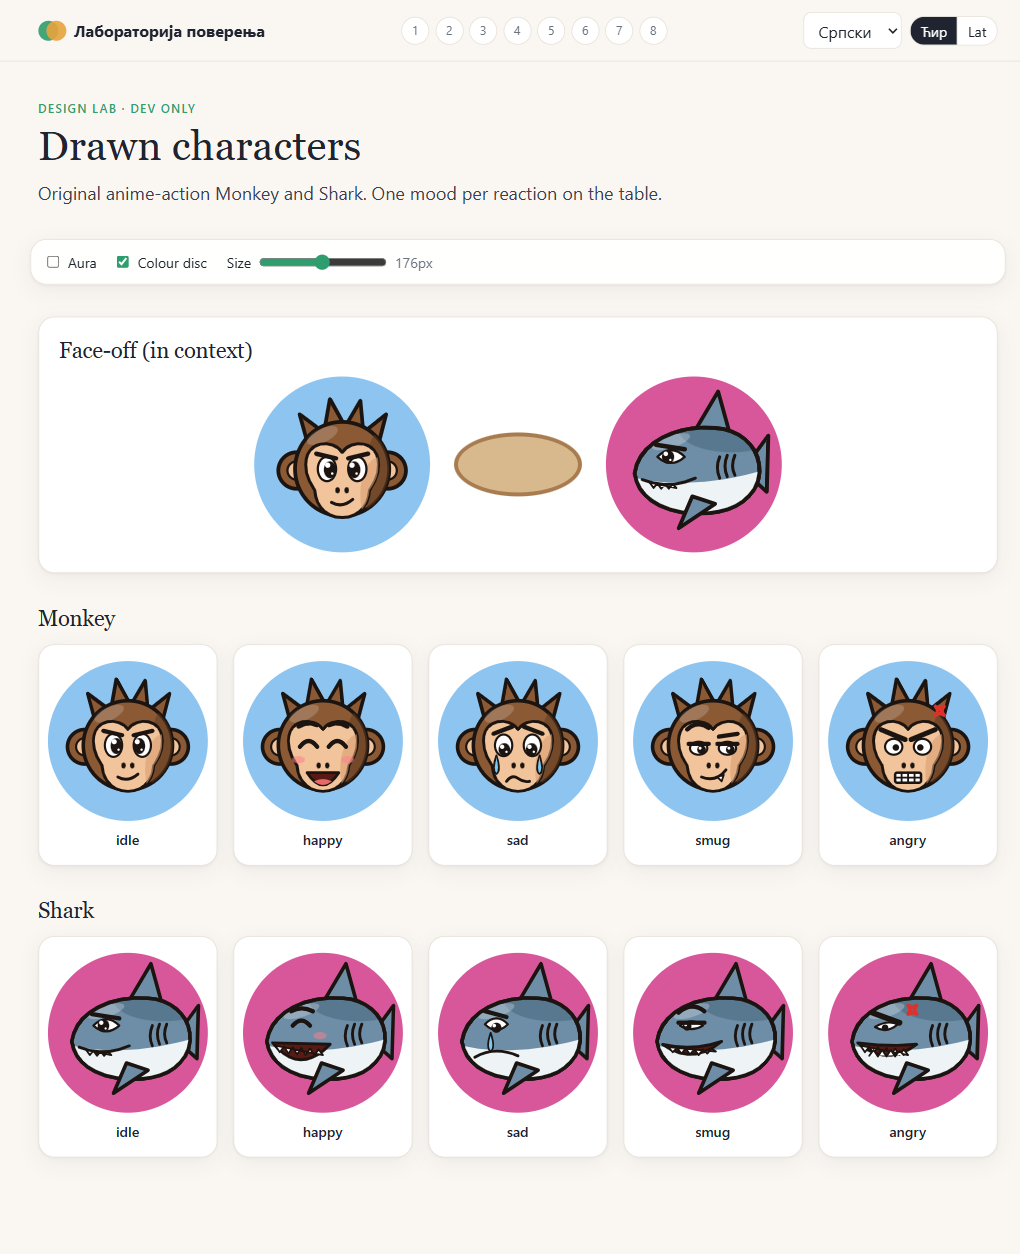 Лабораторија поверења
1 2 3 4 5 6 7 8
Српски
Ћир Lat
DESIGN LAB · DEV ONLY
Drawn characters
Original anime-action Monkey and Shark. One mood per reaction on the table.
Aura Colour disc Size 176px
Face-off (in context)
Monkey
idle happy sad smug angry
Shark
idle happy sad smug angry